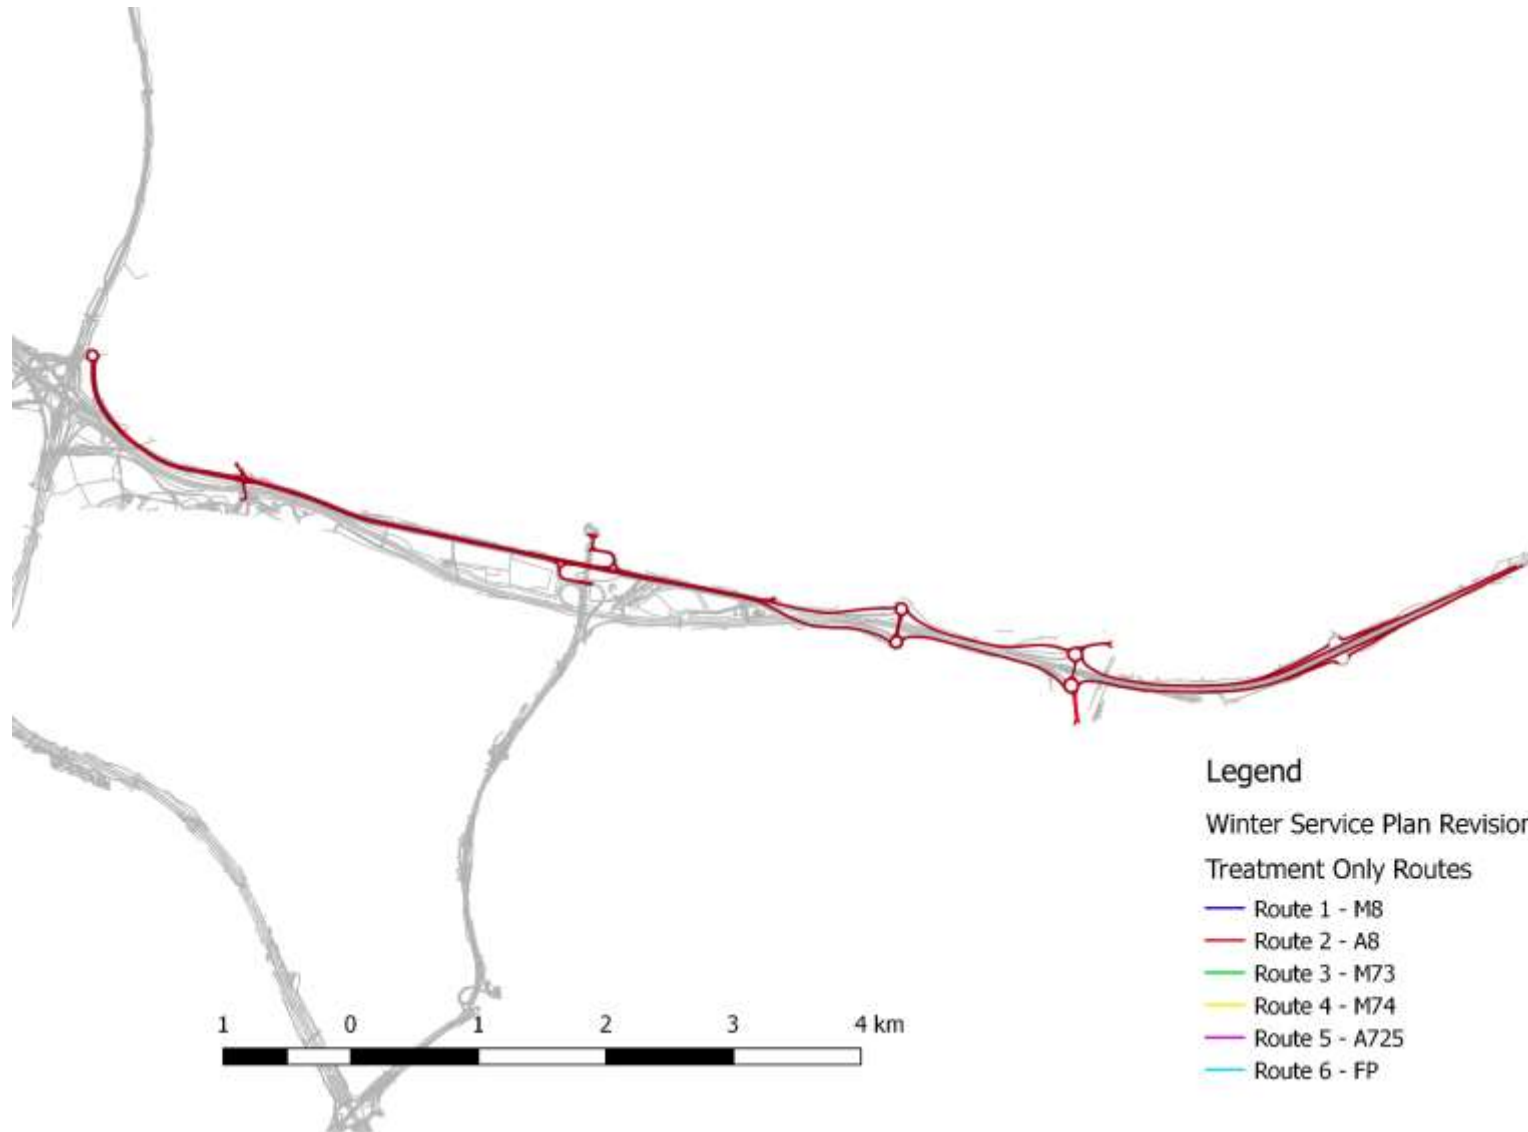 Legend
Winter Service Plan Revision
Treatment Only Routes
Route 1 - M8
Route 2 - A8
Route 3 - M73
Route 4 - M74
Route 5 - A725
Route 6 - FP
1 0 1 2 3 4 km